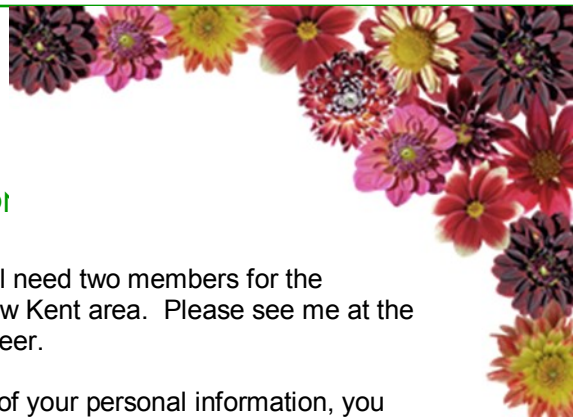 I need two members for the
w Kent area.  Please see me at the
eer.
of your personal information, you